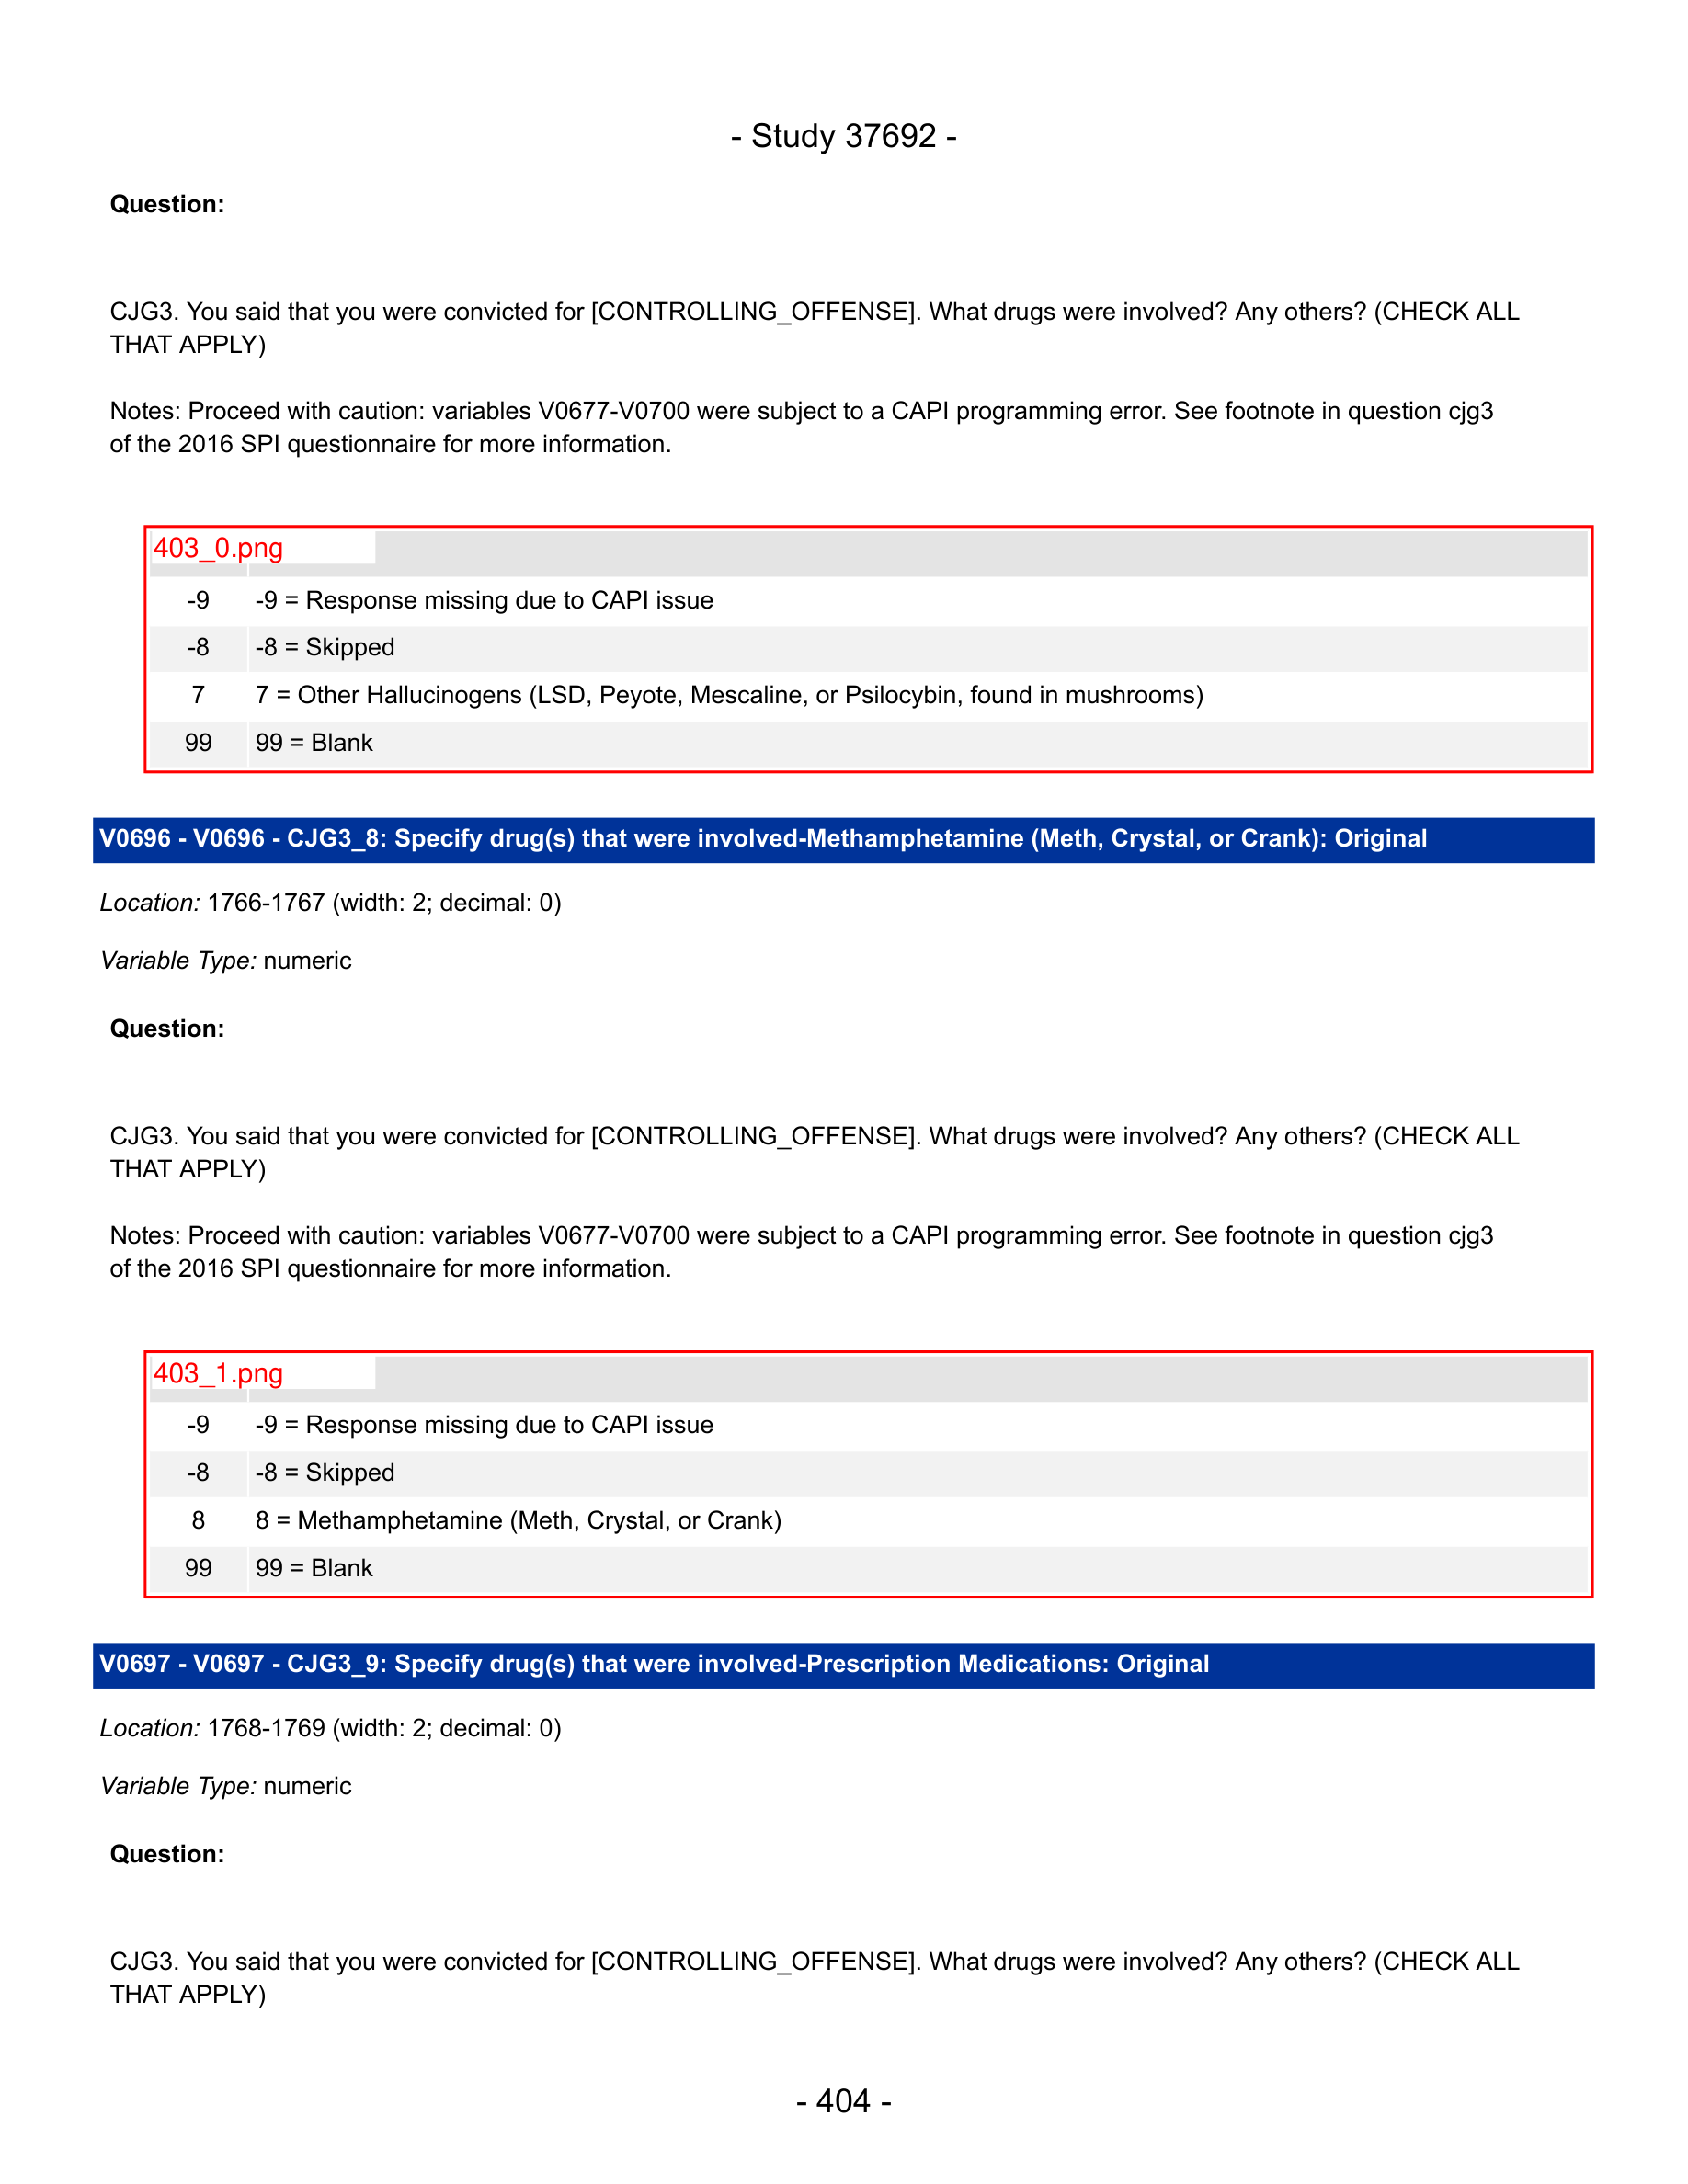 - Study 37692 -
Question:
CJG3. You said that you were convicted for [CONTROLLING_OFFENSE]. What drugs were involved? Any others? (CHECK ALL
THAT APPLY)
Notes: Proceed with caution: variables V0677-V0700 were subject to a CAPI programming error. See footnote in question cjg3
of the 2016 SPI questionnaire for more information.
403_0.png
-9 -9 = Response missing due to CAPI issue
-8 -8 = Skipped
7 7 = Other Hallucinogens (LSD, Peyote, Mescaline, or Psilocybin, found in mushrooms)
99 99 = Blank
V0696 - V0696 - CJG3_8: Specify drug(s) that were involved-Methamphetamine (Meth, Crystal, or Crank): Original
Location: 1766-1767 (width: 2; decimal: 0)
Variable Type: numeric
Question:
CJG3. You said that you were convicted for [CONTROLLING_OFFENSE]. What drugs were involved? Any others? (CHECK ALL
THAT APPLY)
Notes: Proceed with caution: variables V0677-V0700 were subject to a CAPI programming error. See footnote in question cjg3
of the 2016 SPI questionnaire for more information.
403_1.png
-9 -9 = Response missing due to CAPI issue
-8 -8 = Skipped
8 8 = Methamphetamine (Meth, Crystal, or Crank)
99 99 = Blank
V0697 - V0697 - CJG3_9: Specify drug(s) that were involved-Prescription Medications: Original
Location: 1768-1769 (width: 2; decimal: 0)
Variable Type: numeric
Question:
CJG3. You said that you were convicted for [CONTROLLING_OFFENSE]. What drugs were involved? Any others? (CHECK ALL
THAT APPLY)
- 404 -